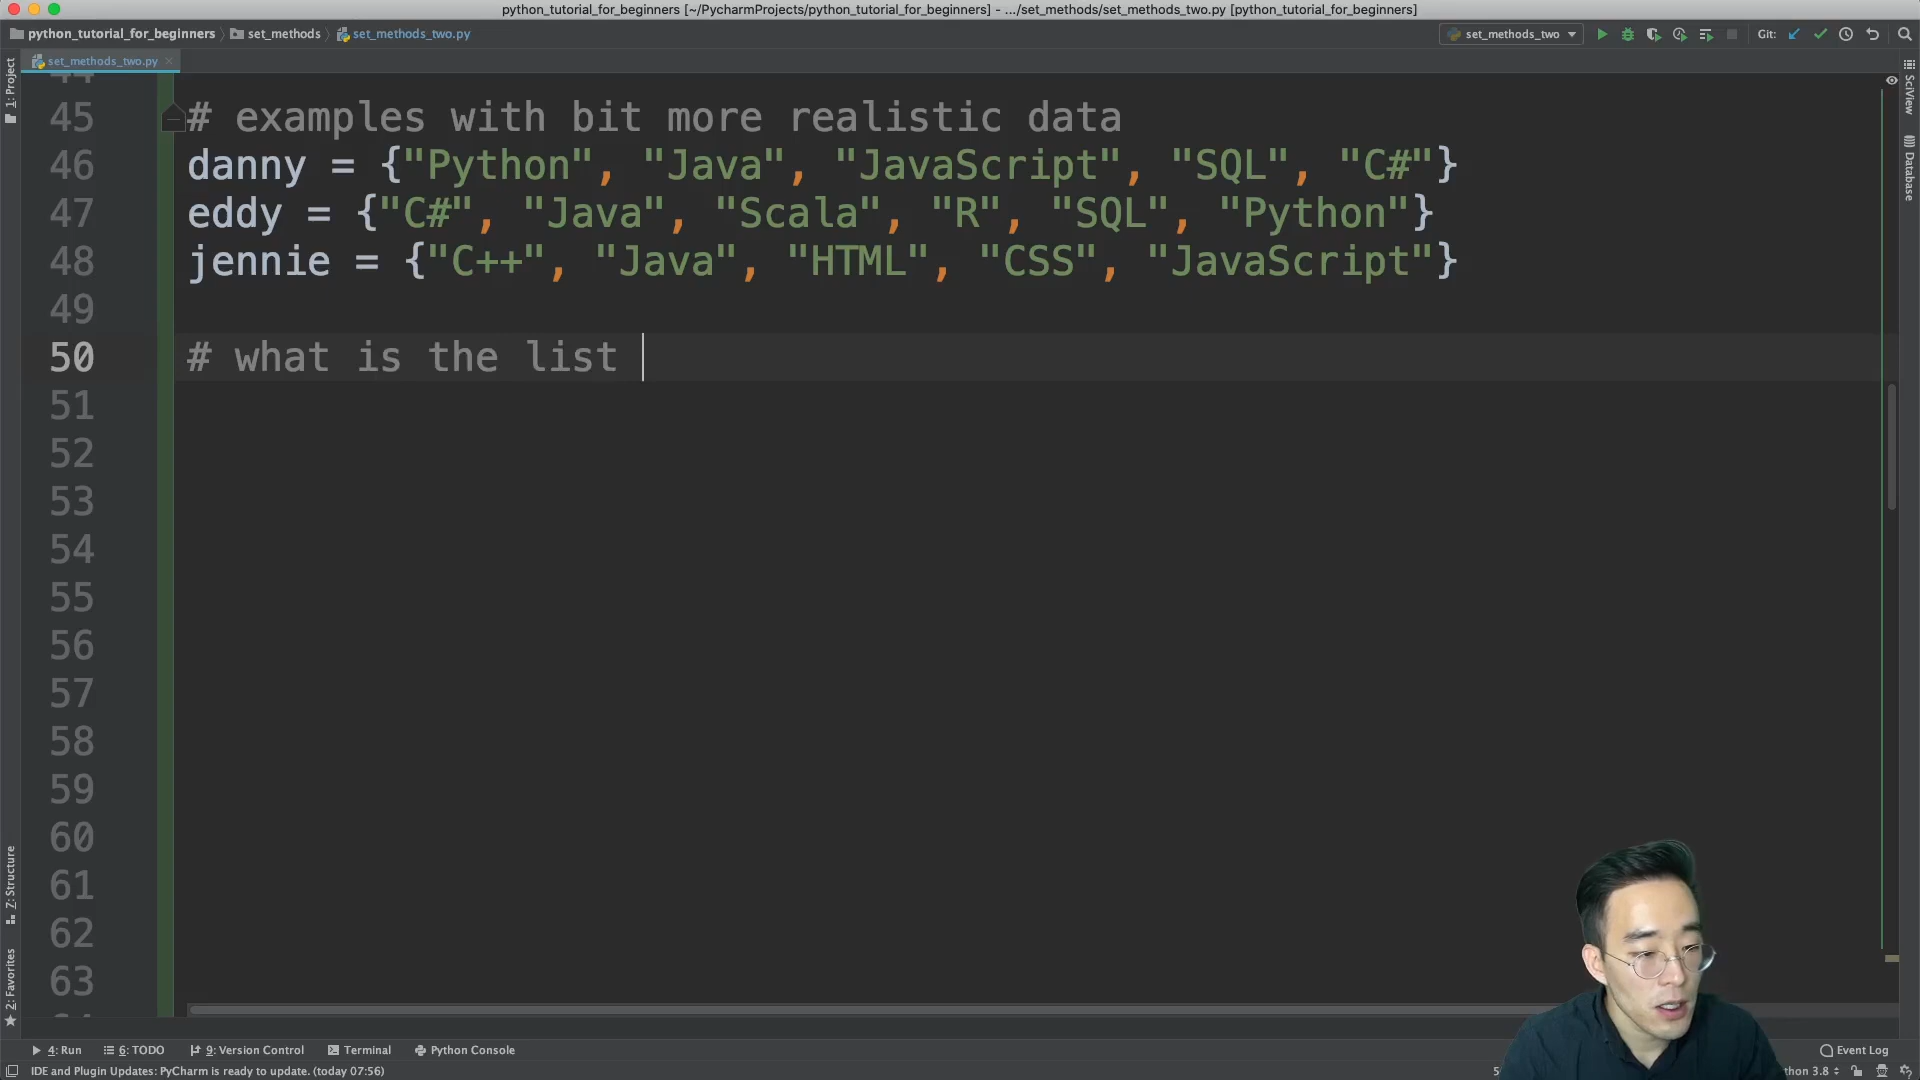 python_tutorial_for_beginners [~/PycharmProjects/python_tutorial_for_beginners] - .../set_methods/set_methods_two.py [python_tutorial_for_beginners]
python_tutorial_for_beginners set_methods set_methods_two.py set_methods_two Git:
set_methods_two.py
1: Project
SciView
Database
44
45 # examples with bit more realistic data
46 danny = {"Python", "Java", "JavaScript", "SQL", "C#"}
47 eddy = {"C#", "Java", "Scala", "R", "SQL", "Python"}
48 jennie = {"C++", "Java", "HTML", "CSS", "JavaScript"}
49
50 # what is the list
51
52
53
54
55
56
57
58
59
60
61
62
63
Z: Structure
2: Favorites
4: Run 6: TODO 9: Version Control Terminal Python Console Event Log
IDE and Plugin Updates: PyCharm is ready to update. (today 07:56) 3.8